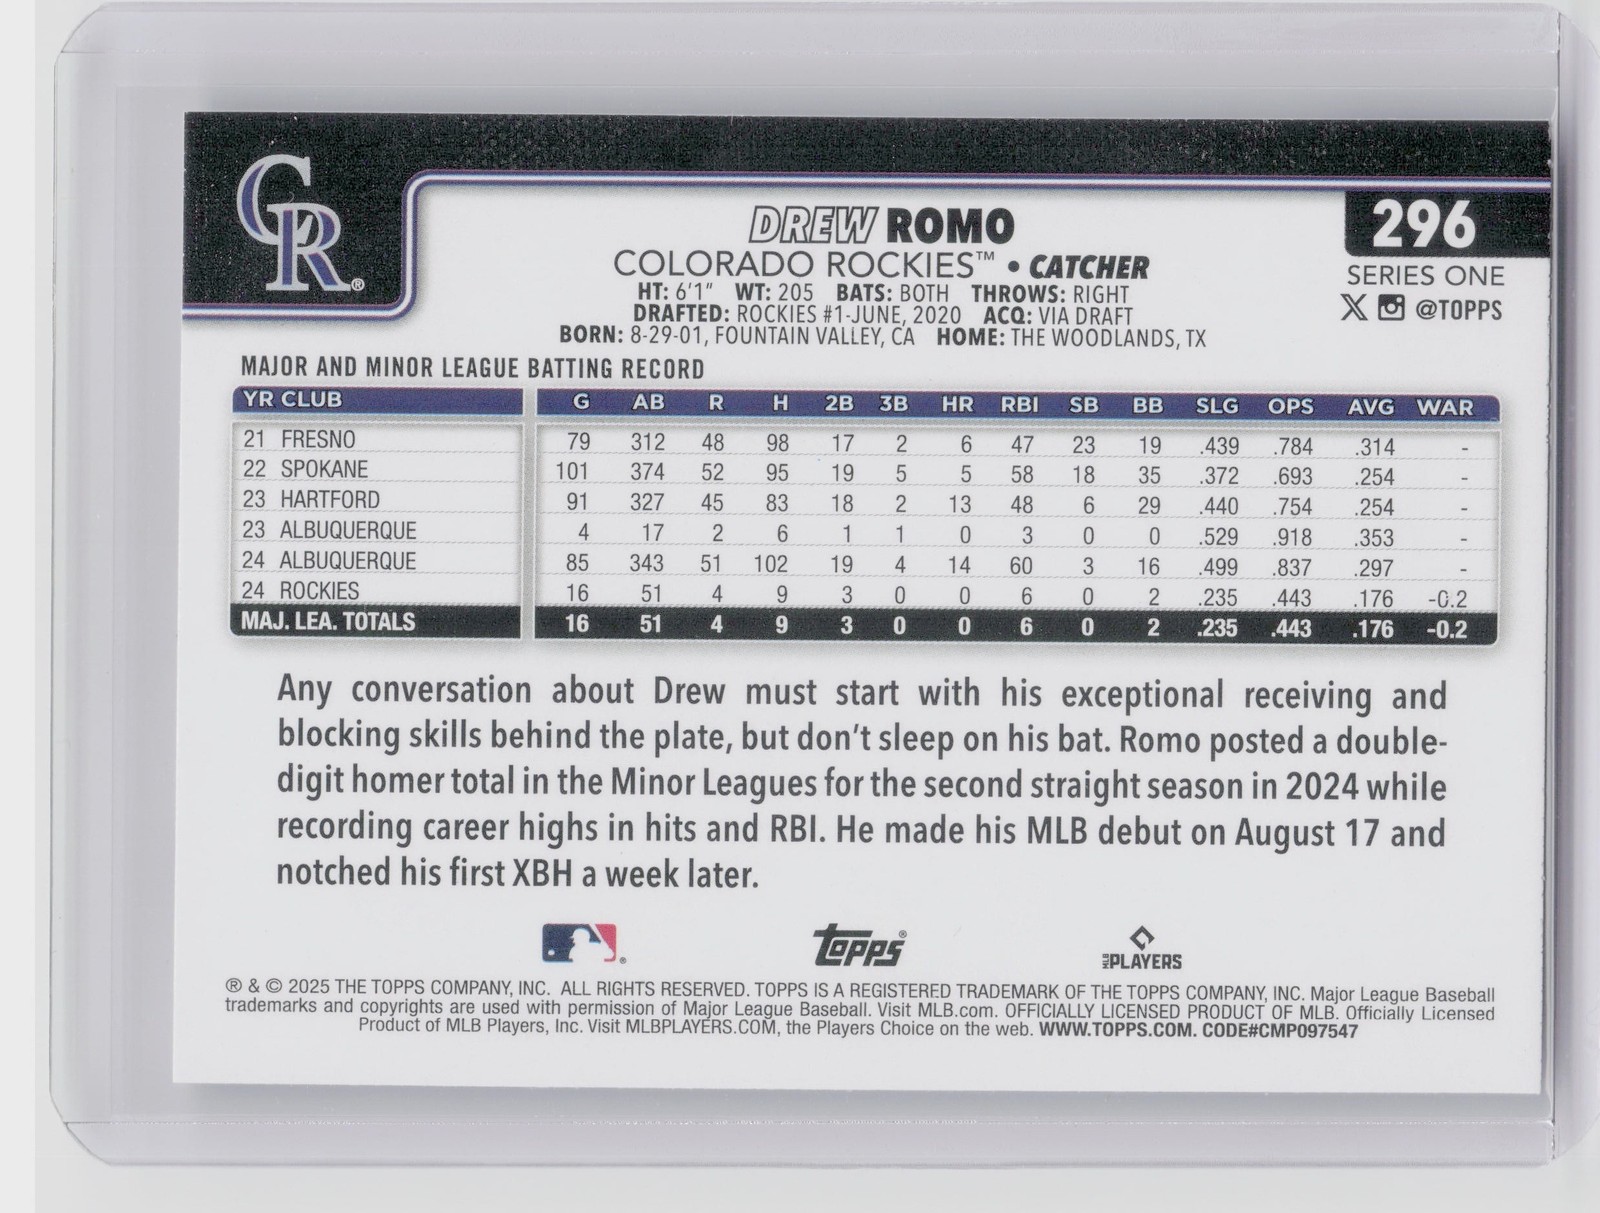 CR®
DREW ROMO
296
COLORADO ROCKIES™ • CATCHER
SERIES ONE
HT: 6'1" WT: 205 BATS: BOTH THROWS: RIGHT
@TOPPS
DRAFTED: ROCKIES #1-JUNE, 2020 ACQ: VIA DRAFT
BORN: 8-29-01, FOUNTAIN VALLEY, CA HOME: THE WOODLANDS, TX
MAJOR AND MINOR LEAGUE BATTING RECORD
YR CLUB G AB R H 2B 3B HR RBI SB BB SLG OPS AVG WAR
21 FRESNO 79 312 48 98 17 2 6 47 23 19 .439 .784 .314 -
22 SPOKANE 101 374 52 95 19 5 5 58 18 35 .372 .693 .254 -
23 HARTFORD 91 327 45 83 18 2 13 48 6 29 .440 .754 .254 -
23 ALBUQUERQUE 4 17 2 6 1 1 0 3 0 0 .529 .918 .353 -
24 ALBUQUERQUE 85 343 51 102 19 4 14 60 3 16 .499 .837 .297 -
24 ROCKIES 16 51 4 9 3 0 0 6 0 2 .235 .443 .176 -0.2
MAJ. LEA. TOTALS 16 51 4 9 3 0 0 6 0 2 .235 .443 .176 -0.2
Any conversation about Drew must start with his exceptional receiving and
blocking skills behind the plate, but don't sleep on his bat. Romo posted a double-
digit homer total in the Minor Leagues for the second straight season in 2024 while
recording career highs in hits and RBI. He made his MLB debut on August 17 and
notched his first XBH a week later.
® Topps® MLB PLAYERS
® & © 2025 THE TOPPS COMPANY, INC. ALL RIGHTS RESERVED. TOPPS IS A REGISTERED TRADEMARK OF THE TOPPS COMPANY, INC. Major League Baseball
trademarks and copyrights are used with permission of Major League Baseball. Visit MLB.com. OFFICIALLY LICENSED PRODUCT OF MLB. Officially Licensed
Product of MLB Players, Inc. Visit MLBPLAYERS.COM, the Players Choice on the web. WWW.TOPPS.COM. CODE#CMP097547